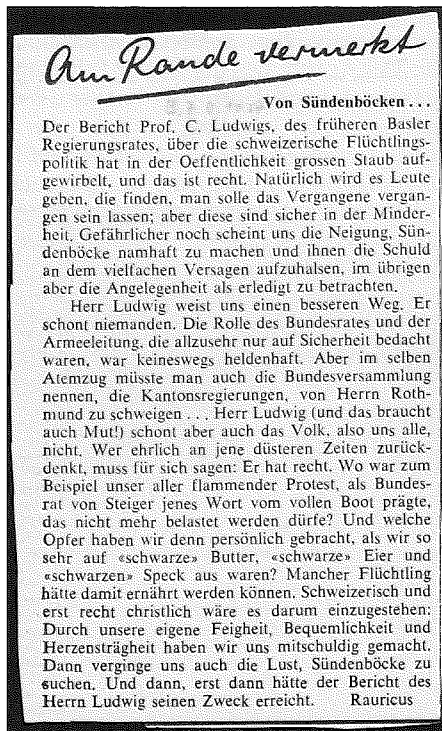 Am Rande vermerkt
Von Sündenböcken...
Der Bericht Prof. C. Ludwigs, des früheren Basler
Regierungsrates, über die schweizerische Flüchtlings-
politik hat in der Oeffentlichkeit grossen Staub auf-
gewirbelt, und das ist recht. Natürlich wird es Leute
geben, die finden, man solle das Vergangene vergan-
gen sein lassen; aber diese sind sicher in der Minder-
heit. Gefährlicher noch scheint uns die Neigung, Sün-
denböcke namhaft zu machen und ihnen die Schuld
an dem vielfachen Versagen aufzuhalsen, im übrigen
aber die Angelegenheit als erledigt zu betrachten.
Herr Ludwig weist uns einen besseren Weg. Er
schont niemanden. Die Rolle des Bundesrates und der
Armeeleitung, die allzusehr nur auf Sicherheit bedacht
waren, war keineswegs heldenhaft. Aber im selben
Atemzug müsste man auch die Bundesversammlung
nennen, die Kantonsregierungen, von Herrn Roth-
mund zu schweigen... Herr Ludwig (und das braucht
auch Mut!) schont aber auch das Volk, also uns alle,
nicht. Wer ehrlich an jene düsteren Zeiten zurück-
denkt, muss für sich sagen: Er hat recht. Wo war zum
Beispiel unser aller flammender Protest, als Bundes-
rat von Steiger jenes Wort vom vollen Boot prägte,
das nicht mehr belastet werden dürfe? Und welche
Opfer haben wir denn persönlich gebracht, als wir so
sehr auf «schwarze» Butter, «schwarze» Eier und
«schwarzen» Speck aus waren? Mancher Flüchtling
hätte damit ernährt werden können. Schweizerisch und
erst recht christlich wäre es darum einzugestehen:
Durch unsere eigene Feigheit, Bequemlichkeit und
Herzensträgheit haben wir uns mitschuldig gemacht.
Dann verginge uns auch die Lust, Sündenböcke zu
suchen. Und dann, erst dann hätte der Bericht des
Herrn Ludwig seinen Zweck erreicht. Rauricus